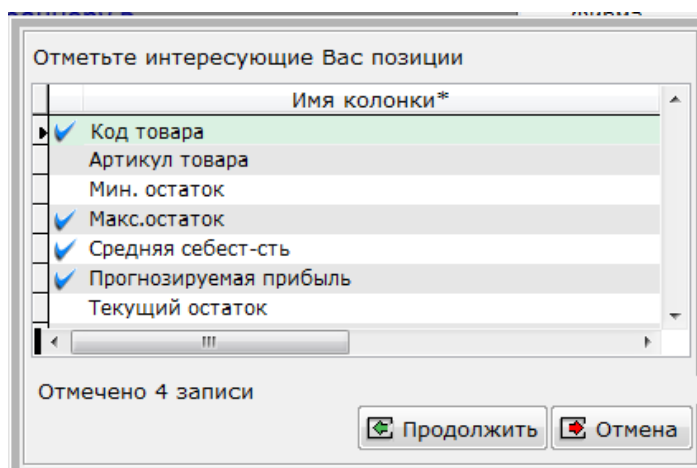 Отметьте интересующие Вас позиции
Имя колонки*
Код товара
Артикул товара
Мин. остаток
Макс.остаток
Средняя себест-сть
Прогнозируемая прибыль
Текущий остаток
Отмечено 4 записи
Продолжить Отмена